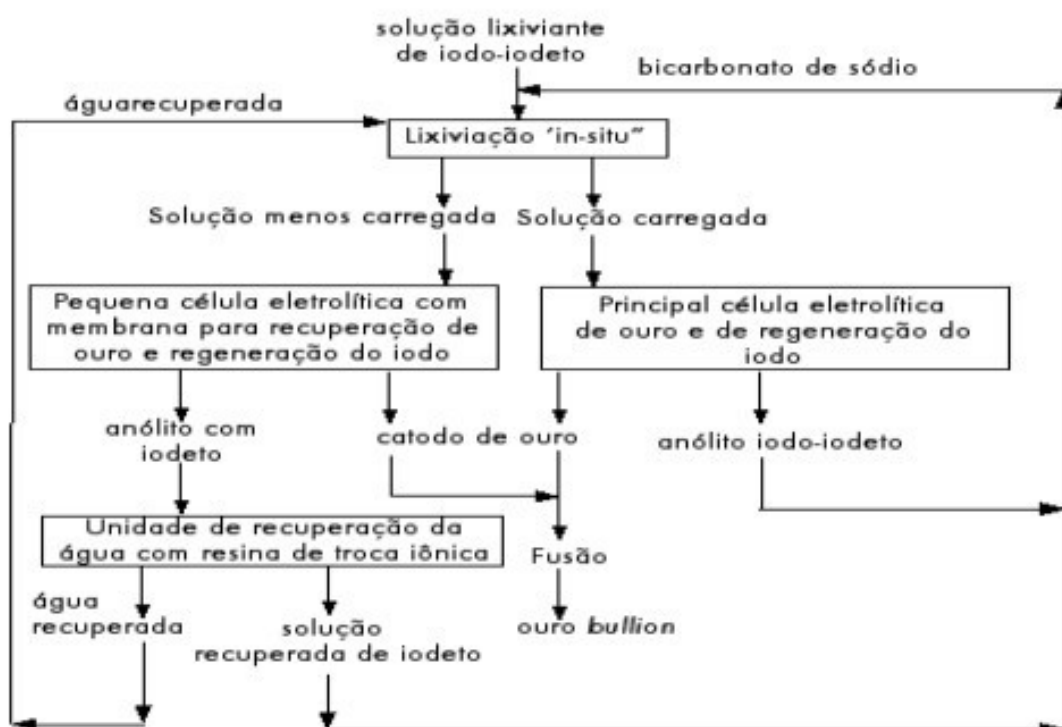 solução lixiviante
de iodo-iodeto
bicarbonato de sódio
águarecuperada
Lixiviação 'in-situ"
Solução menos carregada
Solução carregada
Pequena célula eletrolítica com
membrana para recuperação de
ouro e regeneração do iodo
Principal célula eletrolítica
de ouro e de regeneração do
iodo
anólito com
iodeto
catodo de ouro
anólito iodo-iodeto
Unidade de recuperação da
água com resina de troca iônica
Fusão
água
recuperada
solução
recuperada de iodeto
ouro bullion